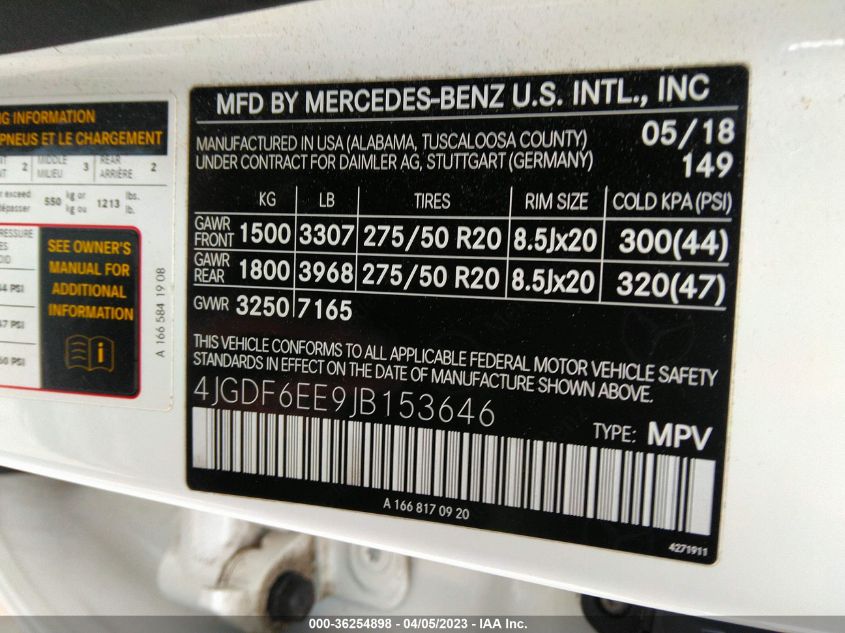 NG INFORMATION
PNEUS ET LE CHARGEMENT
2 MIDDLE MILIEU 3 REAR ARRIÈRE 2
exceed 550 kg or kg ou 1213 lbs. lb.
SEE OWNER'S
MANUAL FOR
ADDITIONAL
INFORMATION
A 166 584 19 08
MFD BY MERCEDES-BENZ U.S. INTL., INC
MANUFACTURED IN USA (ALABAMA, TUSCALOOSA COUNTY) 05/18
UNDER CONTRACT FOR DAIMLER AG, STUTTGART (GERMANY) 149
KG LB TIRES RIM SIZE COLD KPA (PSI)
GAWR FRONT 1500 3307 275/50 R20 8.5Jx20 300(44)
GAWR REAR 1800 3968 275/50 R20 8.5Jx20 320(47)
GVWR 3250 7165
THIS VEHICLE CONFORMS TO ALL APPLICABLE FEDERAL MOTOR VEHICLE SAFETY
STANDARDS IN EFFECT ON THE DATE OF MANUFACTURE SHOWN ABOVE.
4JGDF6EE9JB153646
TYPE: MPV
A 166 817 09 20
4271911
000-36254898 - 04/05/2023 - IAA Inc.